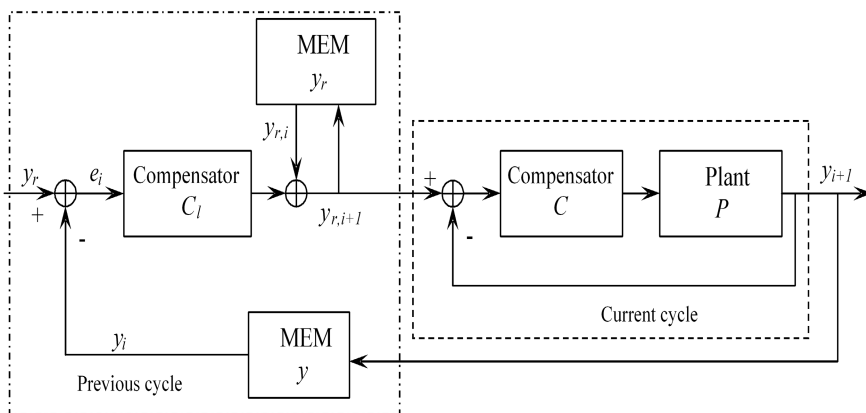 MEM
y_r
y_{r,i}
y_r
e_i
+
-
Compensator
C_l
y_{r,i+1}
+
-
Compensator
C
Plant
P
y_{i+1}
Current cycle
y_i
MEM
y
Previous cycle